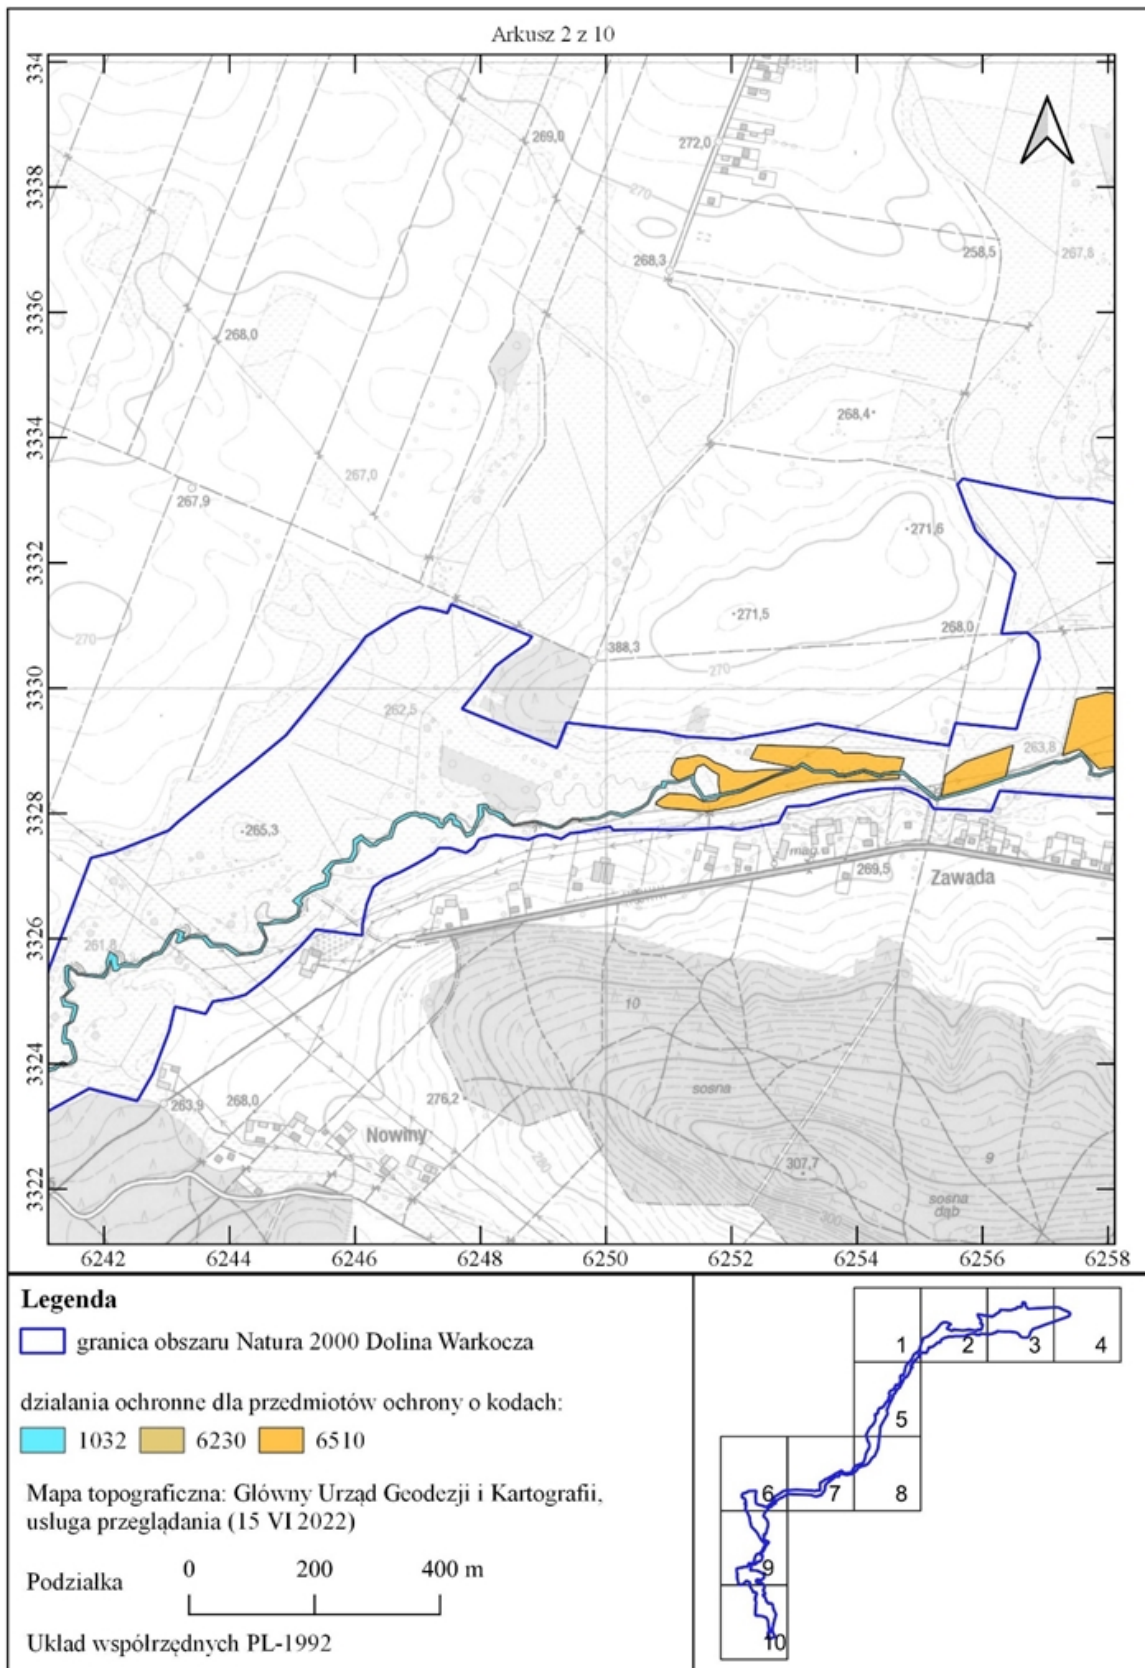 Arkusz 2 z 10
334
269,0
272,0
3338
270
268,3
258,5
267,8
3336
268,0
268,4
3334
267,0
267,9
271,6
3332
271,5
268,0
270
388,3
270
3330
262,5
263,8
3328
265,3
mag.
269,5
Zawada
3326
261,8
10
3324
sosna
276,2
263,9
268,0
Nowiny
280
307,7
9
3322
sosna
dąb
300
6242
6244
6246
6248
6250
6252
6254
6256
6258
Legenda
granica obszaru Natura 2000 Dolina Warkocza
działania ochronne dla przedmiotów ochrony o kodach:
1032 6230 6510
Mapa topograficzna: Główny Urząd Geodezji i Kartografii,
usługa przeglądania (15 VI 2022)
0 200 400 m
Podziałka
Układ współrzędnych PL-1992
1 2 3 4
5
6 7 8
9
10